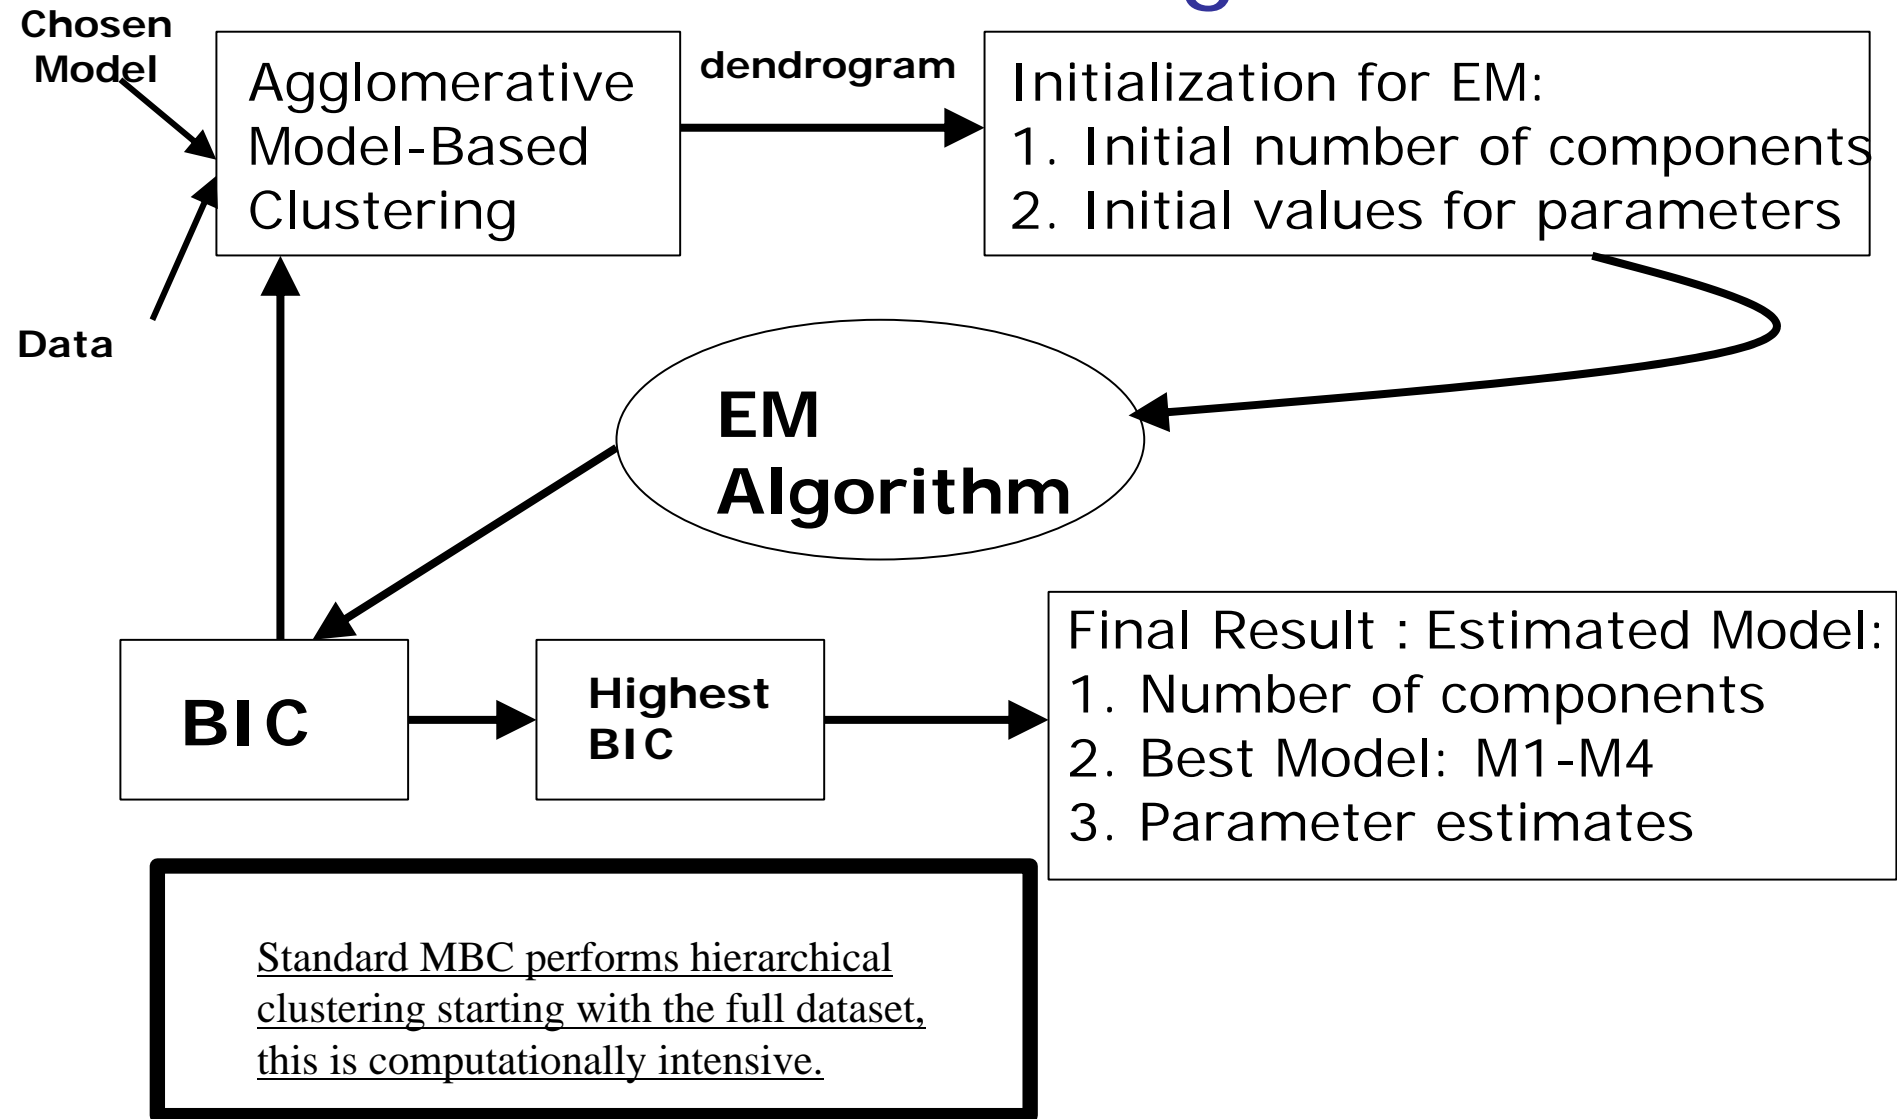 Chosen
Model
Agglomerative
Model-Based
Clustering
dendrogram
Initialization for EM:
1. Initial number of components
2. Initial values for parameters
Data
EM
Algorithm
BIC
Highest
BIC
Final Result : Estimated Model:
1. Number of components
2. Best Model: M1-M4
3. Parameter estimates
Standard MBC performs hierarchical
clustering starting with the full dataset,
this is computationally intensive.